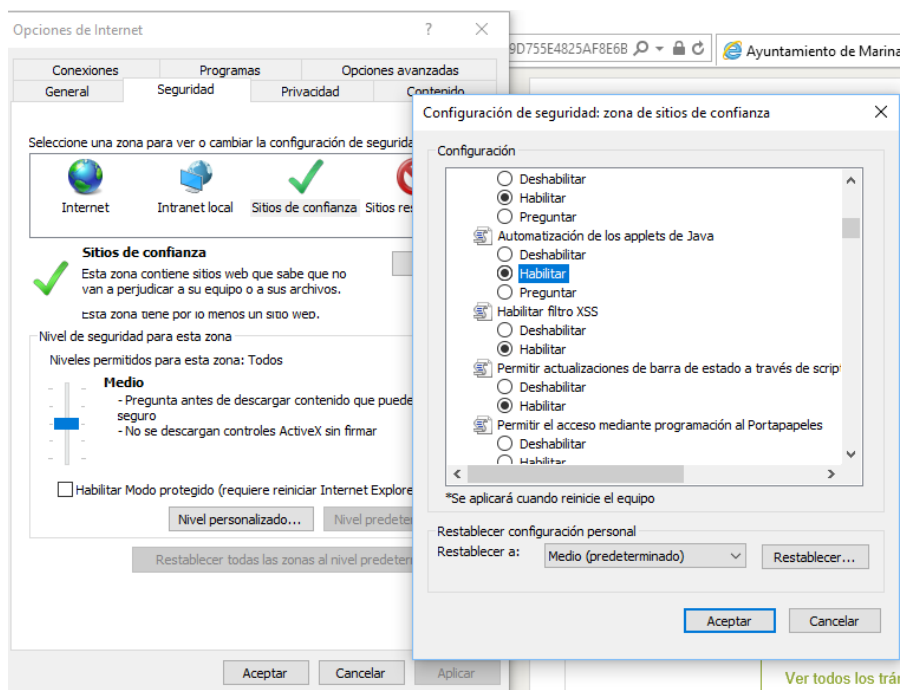 Opciones de Internet
?
9D755E4825AF8E6B
Ayuntamiento de Marina
Conexiones
Programas
Opciones avanzadas
General
Seguridad
Privacidad
Contenido
Seleccione una zona para ver o cambiar la configuración de segurida
Internet
Intranet local
Sitios de confianza
Sitios res
Sitios de confianza
Esta zona contiene sitios web que sabe que no
van a perjudicar a su equipo o a sus archivos.
Esta zona tiene por lo menos un sitio web.
Nivel de seguridad para esta zona
Niveles permitidos para esta zona: Todos
Medio
- Pregunta antes de descargar contenido que puede
seguro
- No se descargan controles ActiveX sin firmar
Habilitar Modo protegido (requiere reiniciar Internet Explore
Nivel personalizado...
Nivel predeter
Restablecer todas las zonas al nivel predeter
Aceptar
Cancelar
Aplicar
Configuración de seguridad: zona de sitios de confianza
Configuración
Deshabilitar
Habilitar
Preguntar
Automatización de los applets de Java
Deshabilitar
Habilitar
Preguntar
Habilitar filtro XSS
Deshabilitar
Habilitar
Permitir actualizaciones de barra de estado a través de script
Deshabilitar
Habilitar
Permitir el acceso mediante programación al Portapapeles
Deshabilitar
Habilitar
*Se aplicará cuando reinicie el equipo
Restablecer configuración personal
Restablecer a:
Medio (predeterminado)
Restablecer...
Aceptar
Cancelar
Ver todos los trám